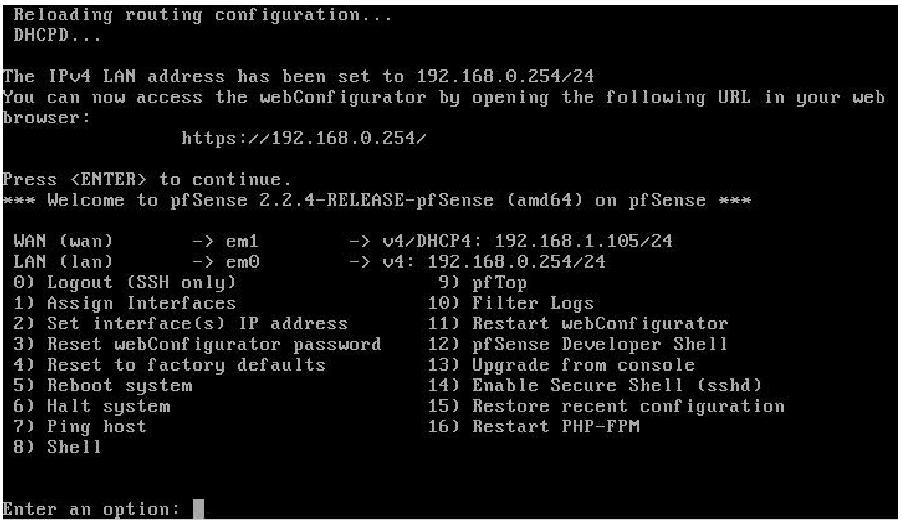 Reloading routing configuration...
DHCPD...
The IPv4 LAN address has been set to 192.168.0.254/24
You can now access the webConfigurator by opening the following URL in your web
browser:
https://192.168.0.254/
Press <ENTER> to continue.
*** Welcome to pfSense 2.2.4-RELEASE-pfSense (amd64) on pfSense ***
WAN (wan) -> em1 -> v4/DHCP4: 192.168.1.105/24
LAN (lan) -> em0 -> v4: 192.168.0.254/24
0) Logout (SSH only) 9) pfTop
1) Assign Interfaces 10) Filter Logs
2) Set interface(s) IP address 11) Restart webConfigurator
3) Reset webConfigurator password 12) pfSense Developer Shell
4) Reset to factory defaults 13) Upgrade from console
5) Reboot system 14) Enable Secure Shell (sshd)
6) Halt system 15) Restore recent configuration
7) Ping host 16) Restart PHP-FPM
8) Shell
Enter an option: